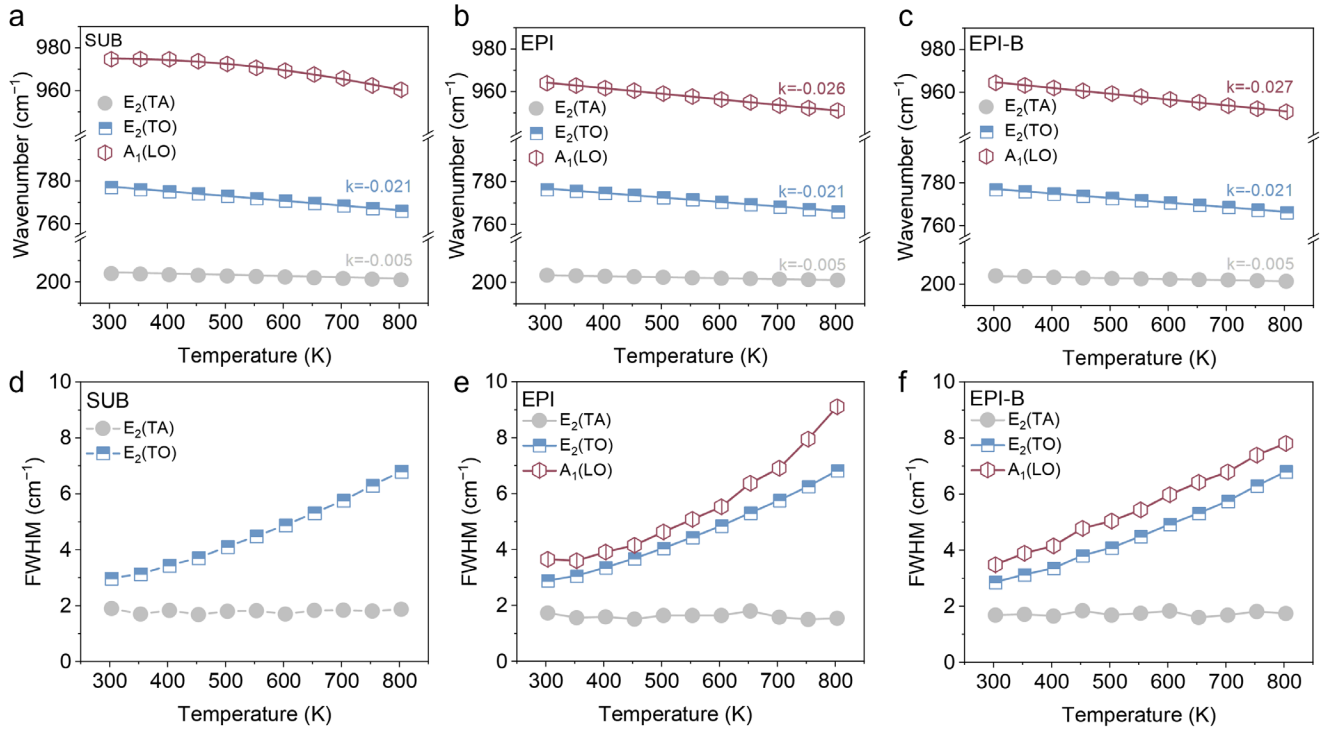 a
SUB
980
960
E₂(TA)
E₂(TO)
A₁(LO)
k=-0.021
780
760
k=-0.005
200
Wavenumber (cm⁻¹)
300 400 500 600 700 800
Temperature (K)
b
EPI
980
960
k=-0.026
E₂(TA)
E₂(TO)
A₁(LO)
k=-0.021
780
760
k=-0.005
200
Wavenumber (cm⁻¹)
300 400 500 600 700 800
Temperature (K)
c
EPI-B
980
960
k=-0.027
E₂(TA)
E₂(TO)
A₁(LO)
k=-0.021
780
760
k=-0.005
200
Wavenumber (cm⁻¹)
300 400 500 600 700 800
Temperature (K)
d
SUB
E₂(TA)
E₂(TO)
10
8
6
4
2
0
FWHM (cm⁻¹)
300 400 500 600 700 800
Temperature (K)
e
EPI
E₂(TA)
E₂(TO)
A₁(LO)
10
8
6
4
2
0
FWHM (cm⁻¹)
300 400 500 600 700 800
Temperature (K)
f
EPI-B
E₂(TA)
E₂(TO)
A₁(LO)
10
8
6
4
2
0
FWHM (cm⁻¹)
300 400 500 600 700 800
Temperature (K)